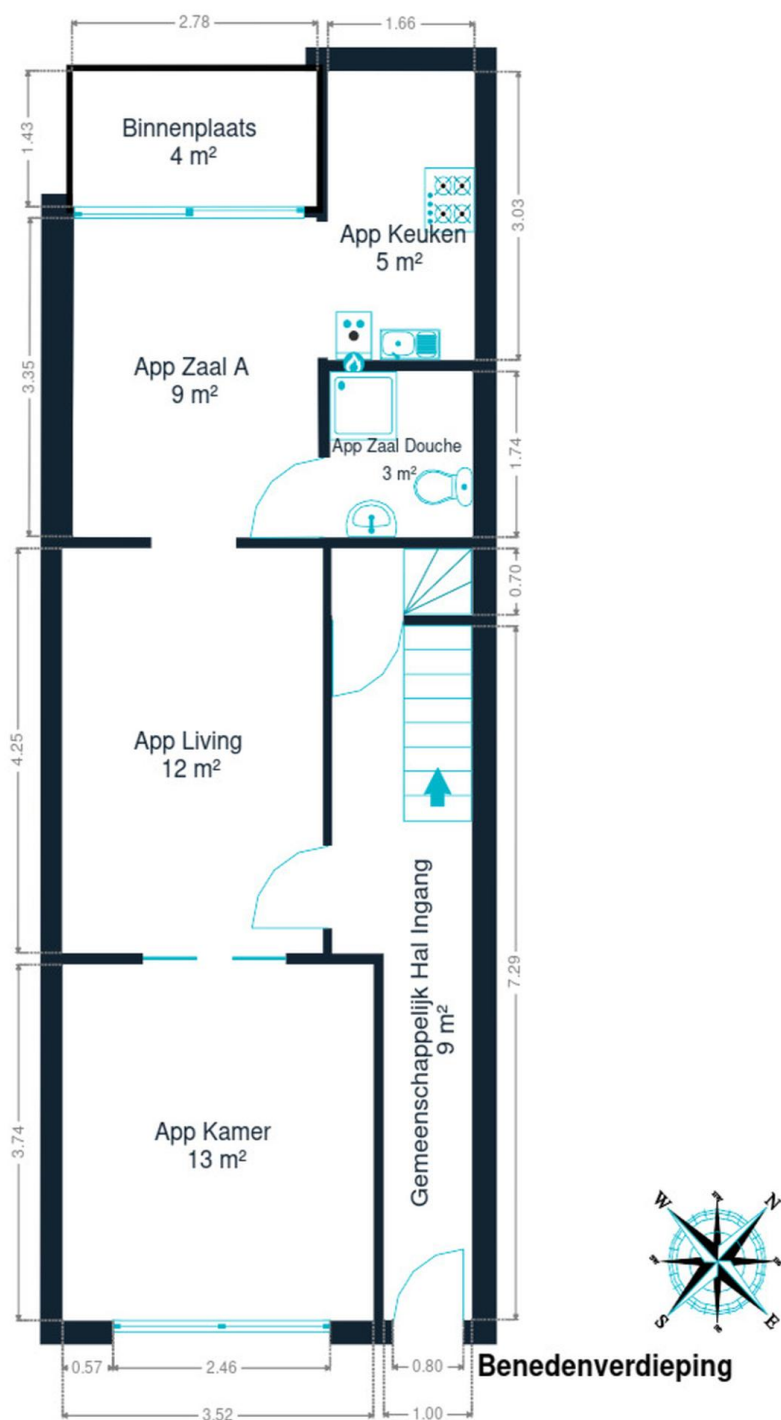 2.78
1.66
1.43
Binnenplaats
4 m²
3.03
App Keuken
5 m²
3.35
App Zaal A
9 m²
1.74
App Zaal Douche
3 m²
0.70
4.25
App Living
12 m²
Gemeenschappelijk Hal Ingang
9 m²
7.29
3.74
App Kamer
13 m²
W
N
S
E
0.57
2.46
0.80
Benedenverdieping
3.52
1.00